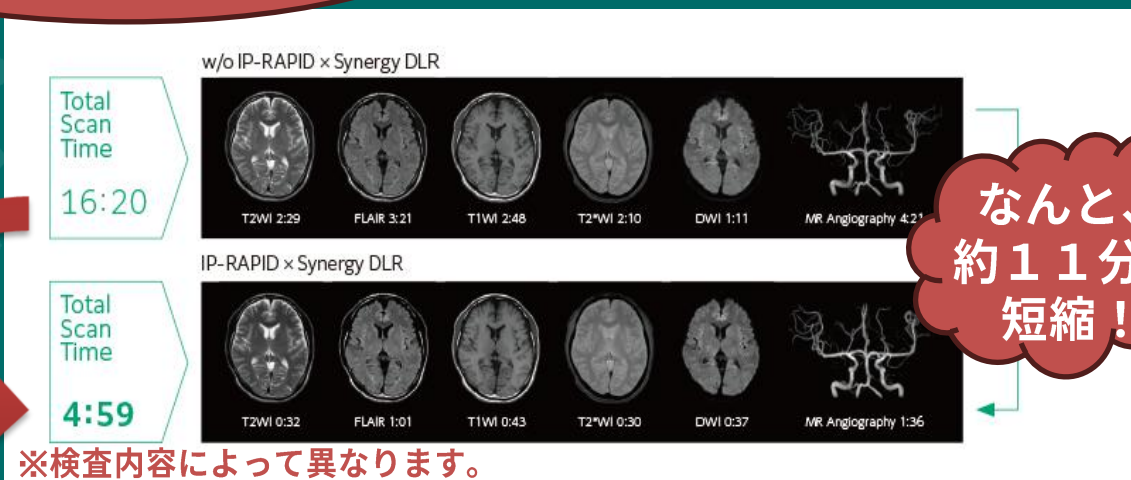 w/o IP-RAPID × Synergy DLR
Total
Scan
Time
16:20
T2WI 2:29
FLAIR 3:21
T1WI 2:48
T2*WI 2:10
DWI 1:11
MR Angiography 4:21
なんと、
約１１分
短縮！
IP-RAPID × Synergy DLR
Total
Scan
Time
4:59
T2WI 0:32
FLAIR 1:01
T1WI 0:43
T2*WI 0:30
DWI 0:37
MR Angiography 1:36
※検査内容によって異なります。